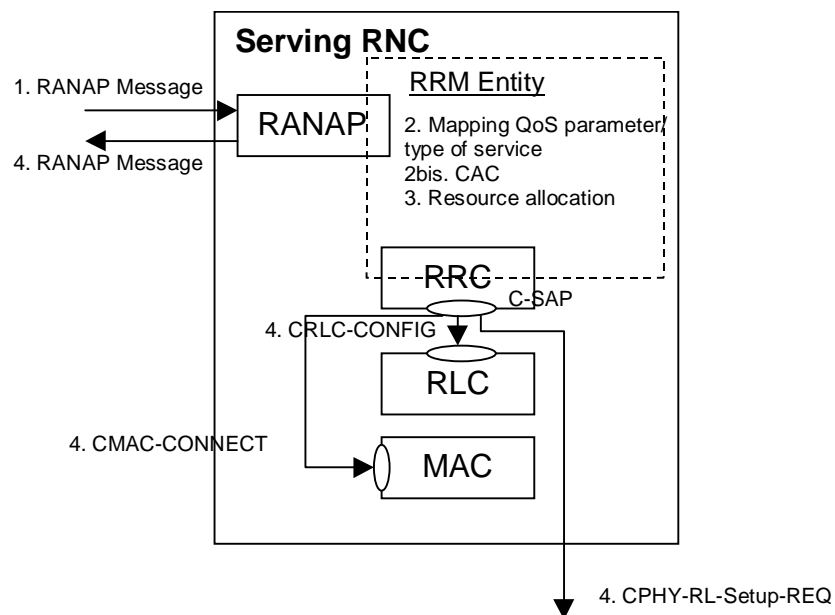 Serving RNC
RRM Entity
1. RANAP Message
RANAP
2. Mapping QoS parameter/
type of service
2bis. CAC
3. Resource allocation
4. RANAP Message
RRC
C-SAP
4. CRLC-CONFIG
RLC
4. CMAC-CONNECT
MAC
4. CPHY-RL-Setup-REQ